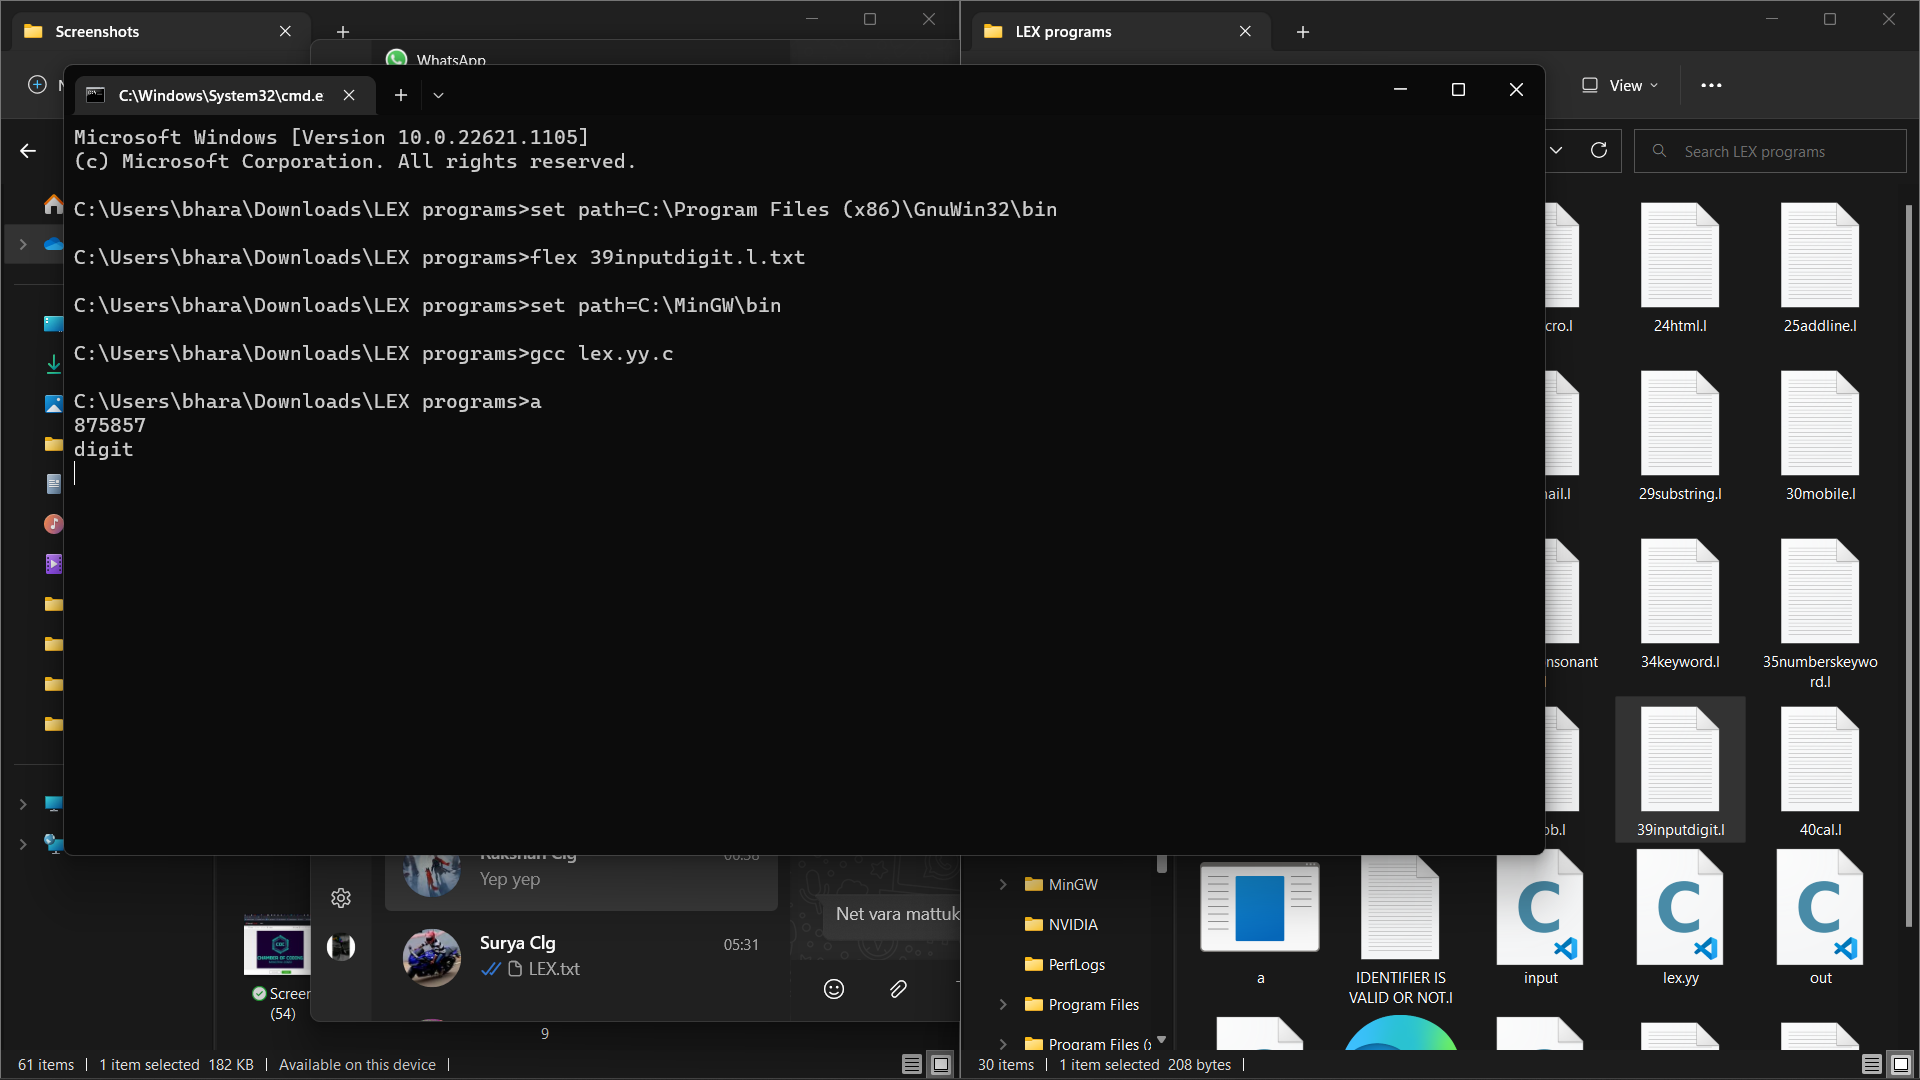 Screenshots
WhatsApp
LEX programs
C:\Windows\System32\cmd.e
View
Search LEX programs
Microsoft Windows [Version 10.0.22621.1105]
(c) Microsoft Corporation. All rights reserved.
C:\Users\bhara\Downloads\LEX programs>set path=C:\Program Files (x86)\GnuWin32\bin
C:\Users\bhara\Downloads\LEX programs>flex 39inputdigit.l.txt
C:\Users\bhara\Downloads\LEX programs>set path=C:\MinGW\bin
C:\Users\bhara\Downloads\LEX programs>gcc lex.yy.c
C:\Users\bhara\Downloads\LEX programs>a
875857
digit
cro.l
24html.l
25addline.l
ail.l
29substring.l
30mobile.l
nsonant
34keyword.l
35numberskeywo
rd.l
ob.l
39inputdigit.l
40cal.l
Yep yep
Net vara mattuk
Surya Clg
05:31
LEX.txt
Screer
(54)
9
MinGW
NVIDIA
PerfLogs
Program Files
Program Files (x
a
IDENTIFIER IS
VALID OR NOT.l
input
lex.yy
out
61 items
1 item selected 182 KB
Available on this device
30 items
1 item selected 208 bytes